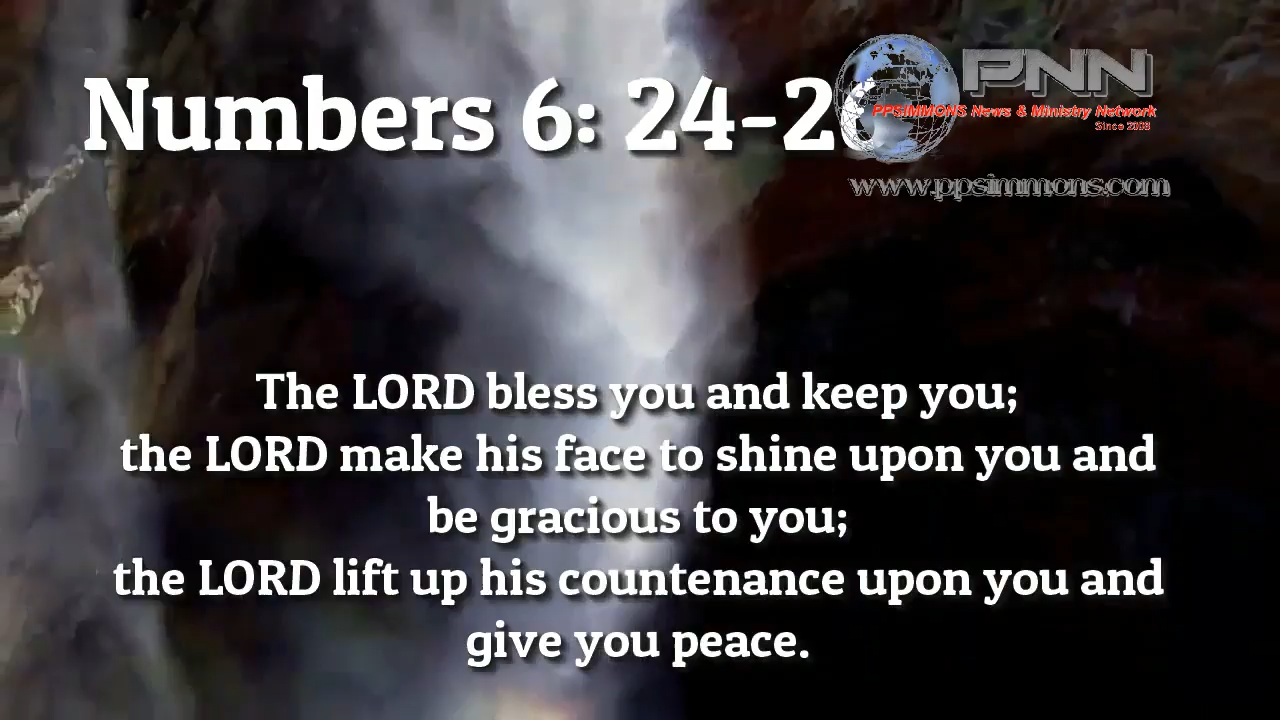 Numbers 6: 24-2
PNN
PPSIMMONS News & Ministry Network
Since 2008
www.ppsimmons.com
The LORD bless you and keep you;
the LORD make his face to shine upon you and
be gracious to you;
the LORD lift up his countenance upon you and
give you peace.